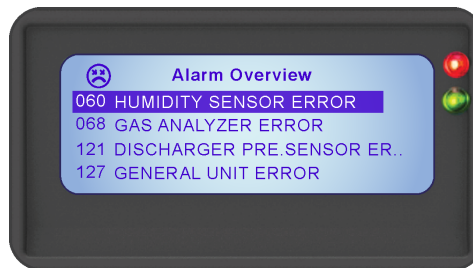 Alarm Overview
060 HUMIDITY SENSOR ERROR
068 GAS ANALYZER ERROR
121 DISCHARGER PRE.SENSOR ER..
127 GENERAL UNIT ERROR